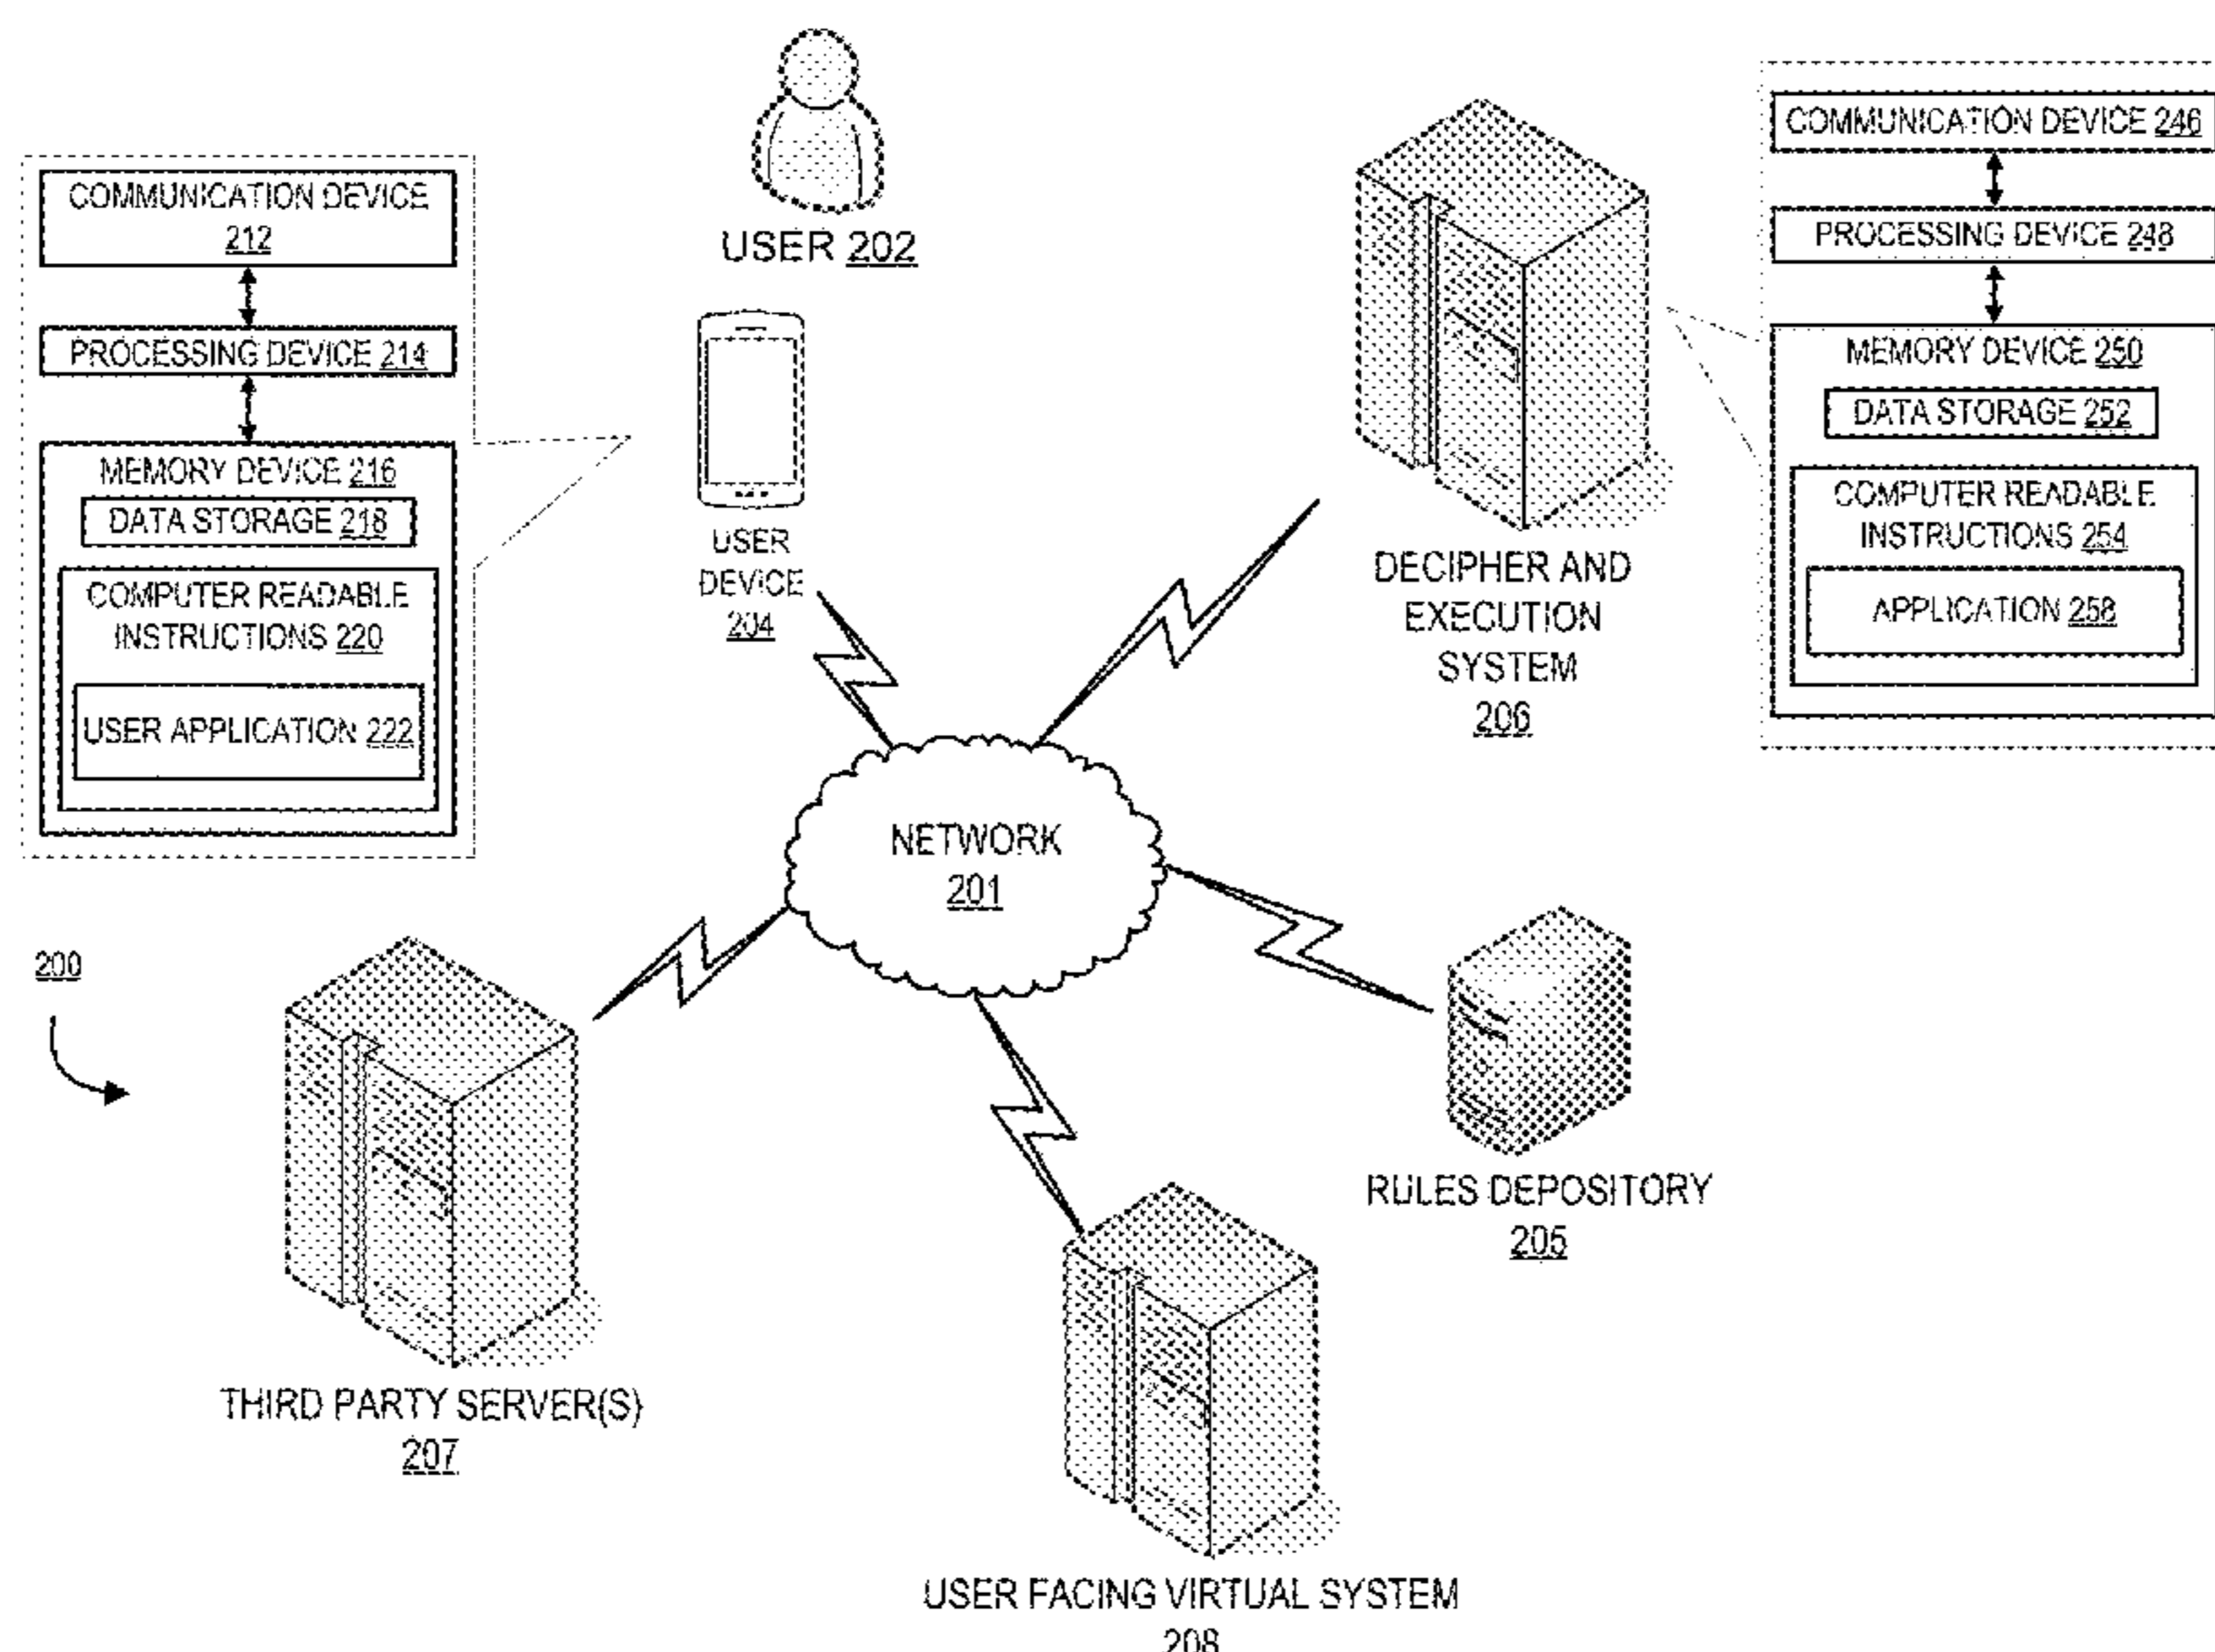 COMMUNICATION DEVICE
212
PROCESSING DEVICE 214
MEMORY DEVICE 216
DATA STORAGE 218
COMPUTER READABLE
INSTRUCTIONS 220
USER APPLICATION 222
USER 202
USER
DEVICE
204
DECIPHER AND
EXECUTION
SYSTEM
206
COMMUNICATION DEVICE 246
PROCESSING DEVICE 248
MEMORY DEVICE 250
DATA STORAGE 252
COMPUTER READABLE
INSTRUCTIONS 254
APPLICATION 258
NETWORK
201
200
THIRD PARTY SERVER(S)
207
RULES DEPOSITORY
205
USER FACING VIRTUAL SYSTEM
208